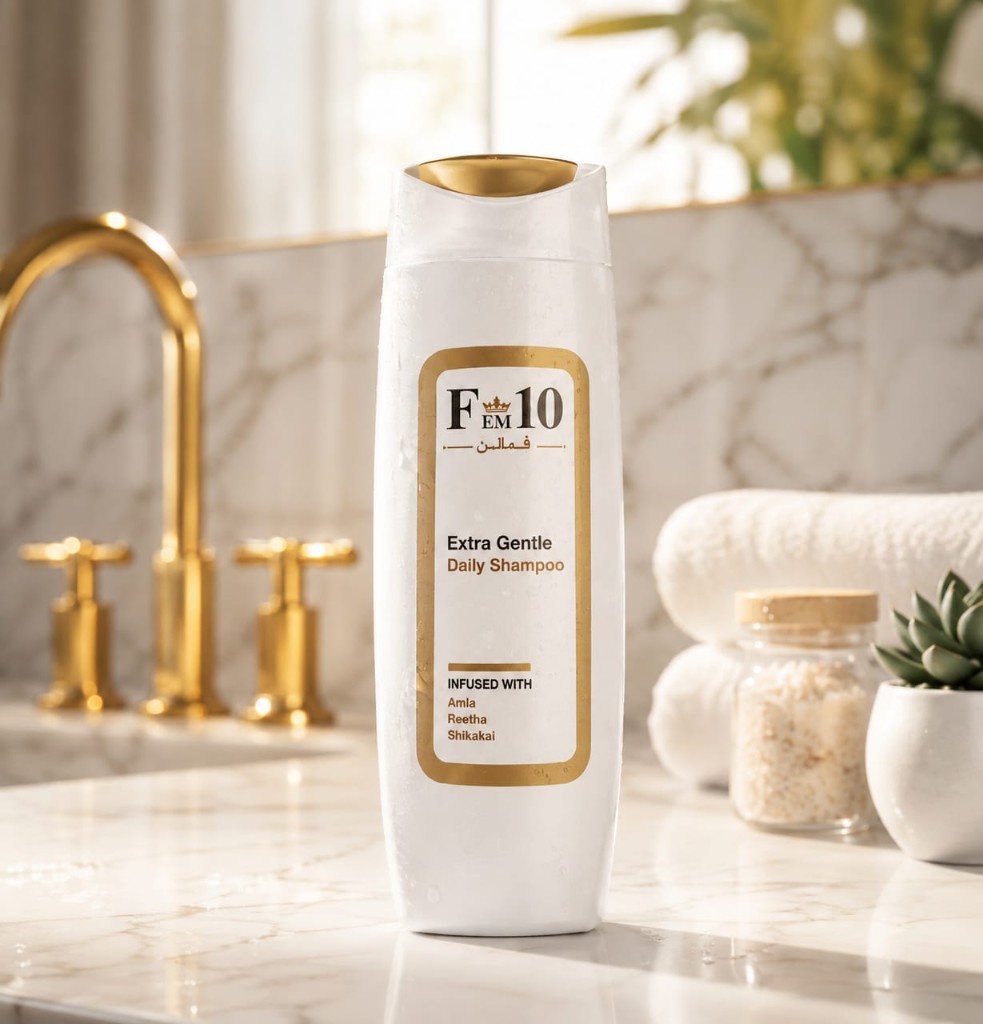 FEM10
فمالن
Extra Gentle
Daily Shampoo
INFUSED WITH
Amla
Reetha
Shikakai